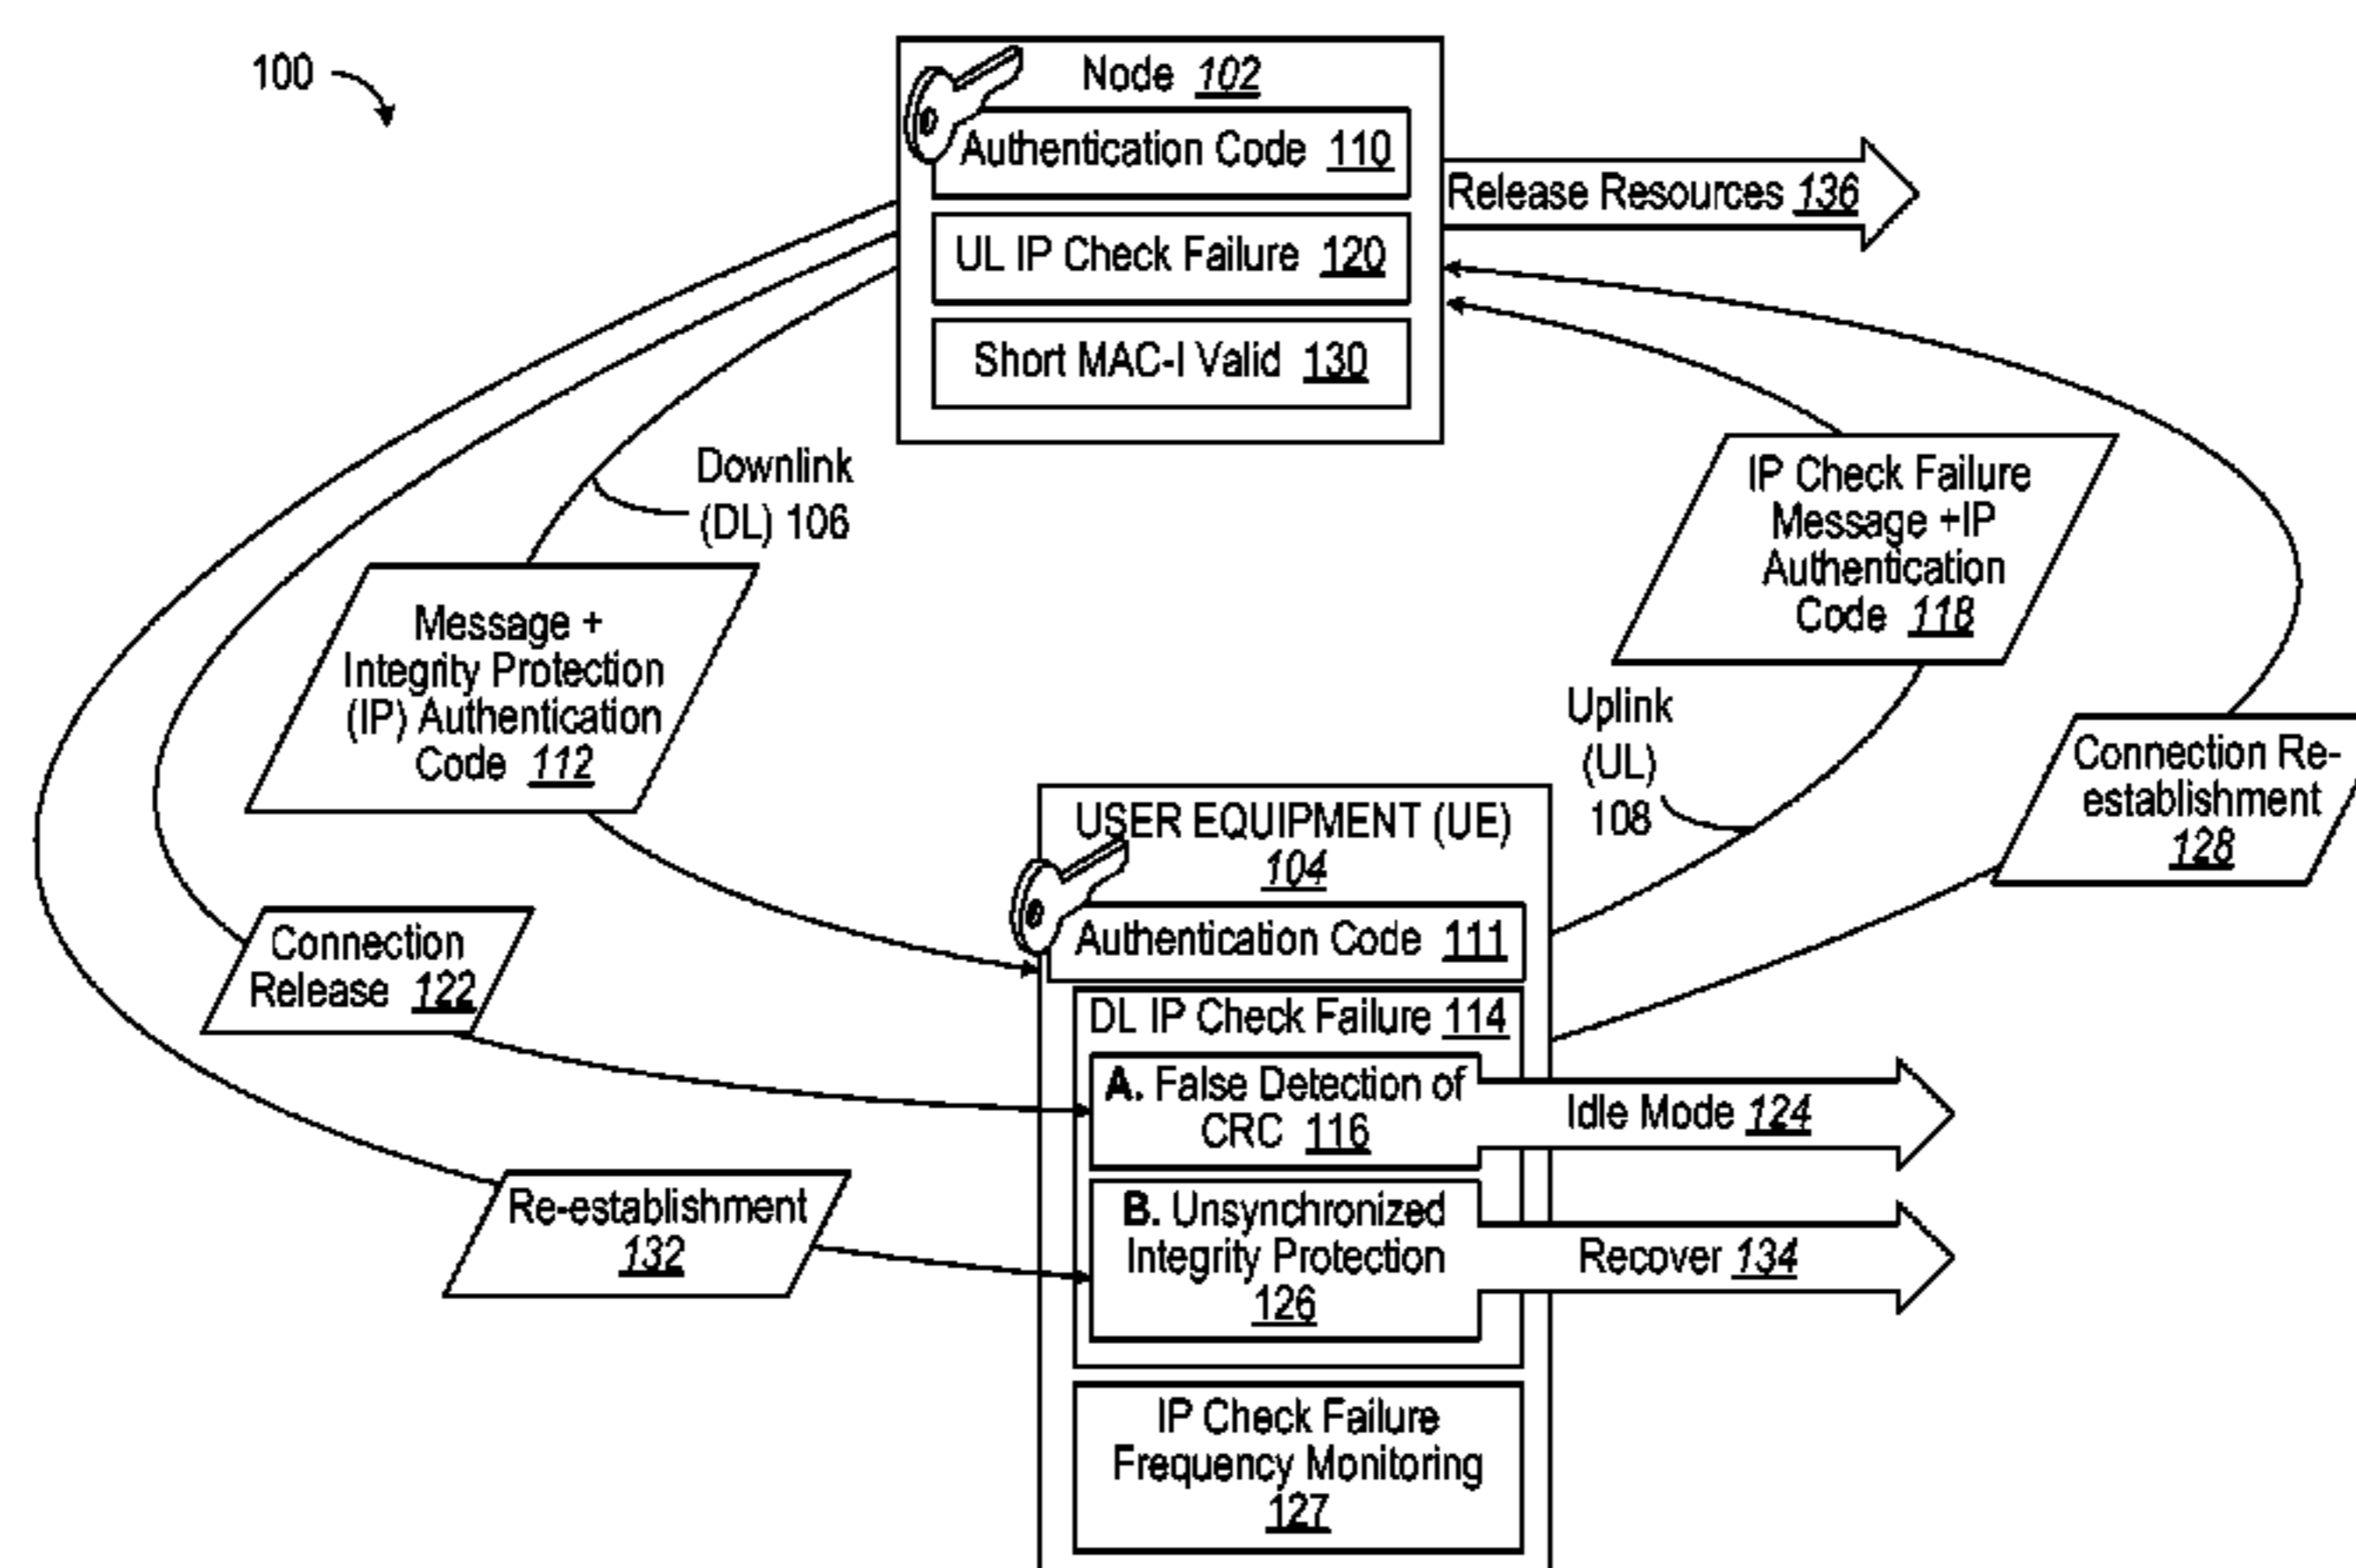 100
Node 102
Authentication Code 110
UL IP Check Failure 120
Short MAC-I Valid 130
Release Resources 136
Downlink
(DL) 106
Message +
Integrity Protection
(IP) Authentication
Code 112
IP Check Failure
Message +IP
Authentication
Code 118
Uplink
(UL)
108
Connection Re-
establishment
128
USER EQUIPMENT (UE)
104
Authentication Code 111
Connection
Release 122
DL IP Check Failure 114
A. False Detection of
CRC 116
Idle Mode 124
Re-establishment
132
B. Unsynchronized
Integrity Protection
126
Recover 134
IP Check Failure
Frequency Monitoring
127